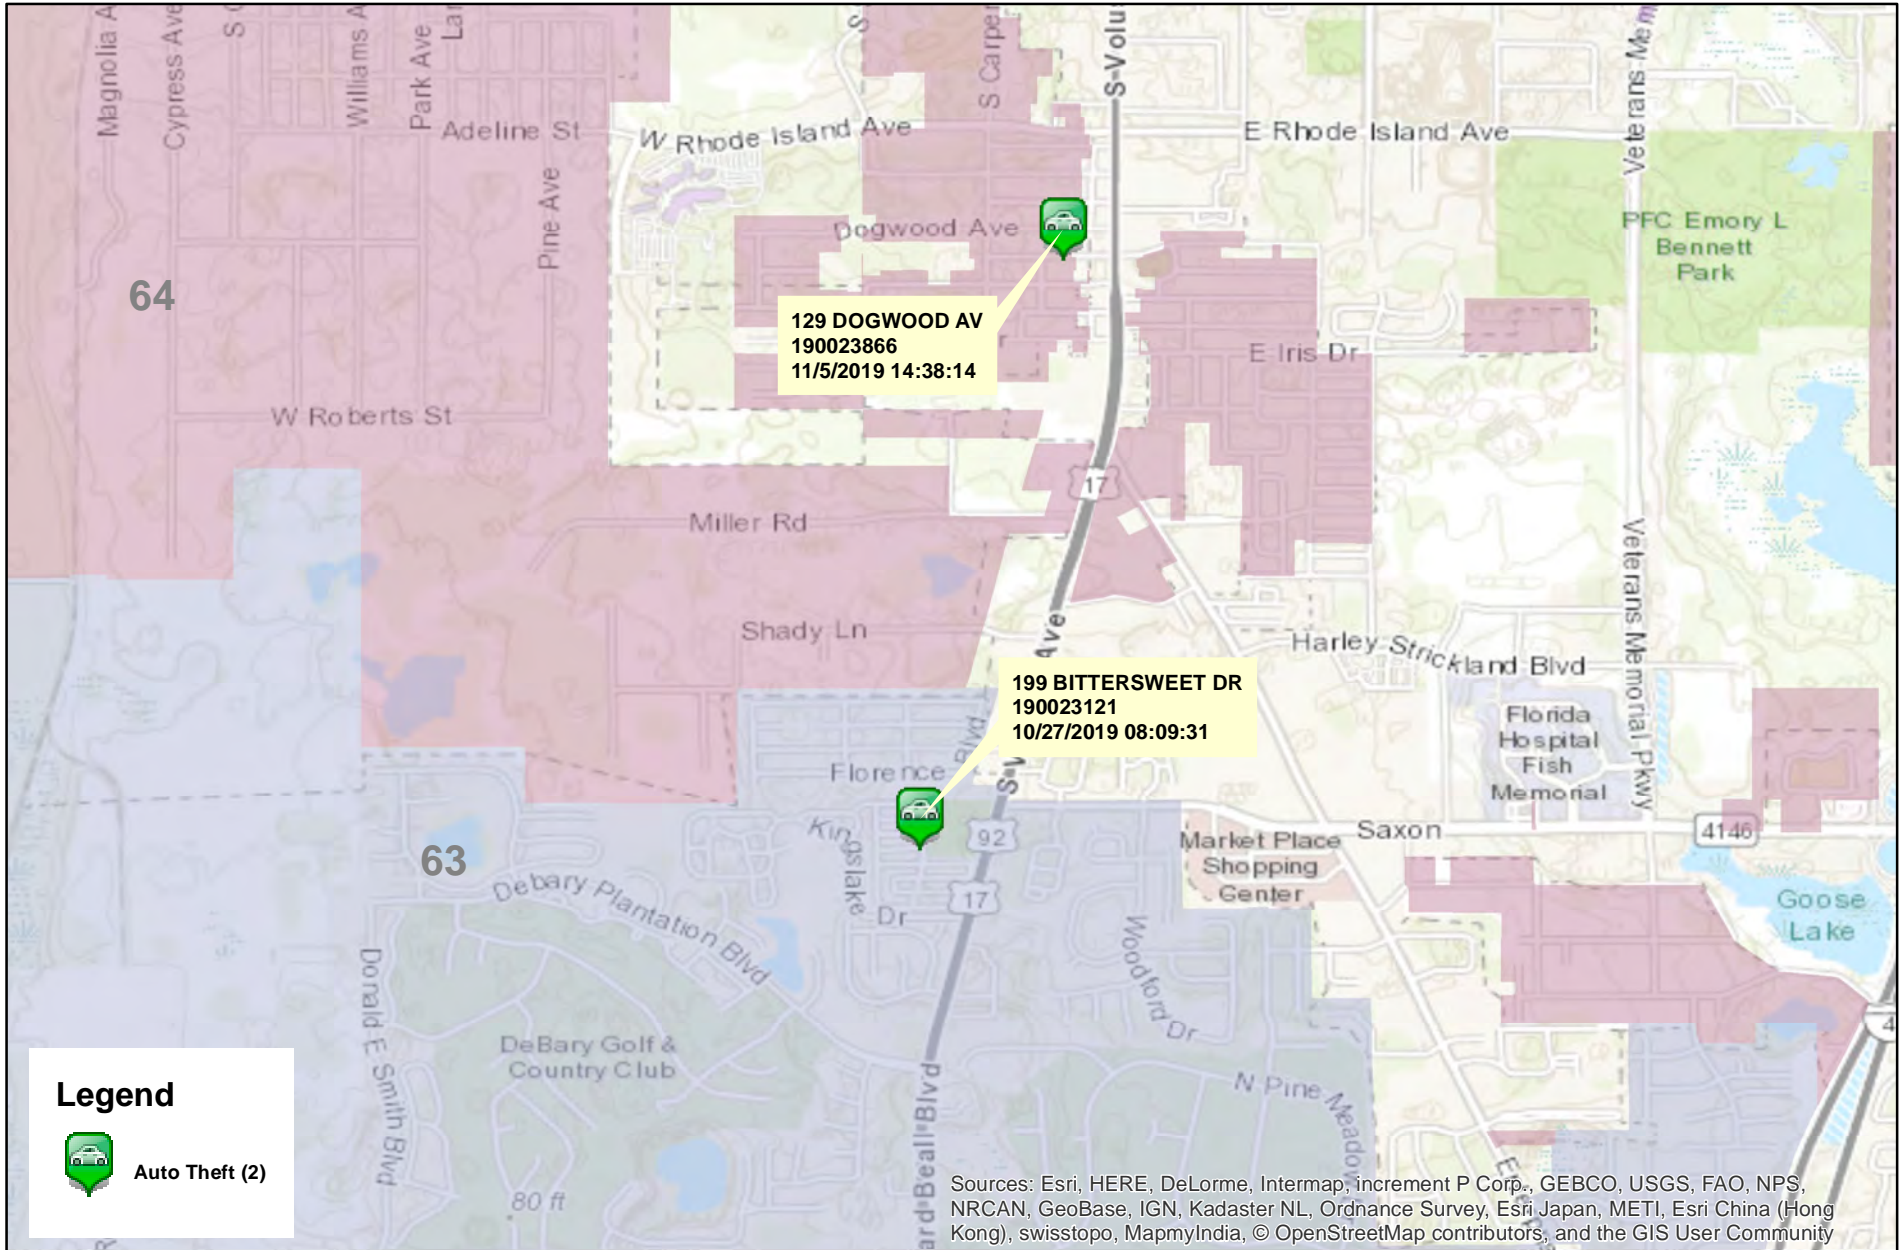 Magnolia A
Cypress Ave
S C
Williams A
Park Ave
Lan
S
S Carpe
S Volu
Veterans Mem
Adeline St
W Rhode Island Ave
E Rhode Island Ave
Pine Ave
Dogwood Ave
PFC Emory L
Bennett
Park
64
129 DOGWOOD AV
190023866
11/5/2019 14:38:14
r
E Iris Dr
W Roberts St
17
Miller Rd
Veterans Memorial Pkwy
Shady Ln
Ave
Harley Strickland Blvd
199 BITTERSWEET DR
190023121
10/27/2019 08:09:31
Florida
Hospital
Fish
Memorial
Florence
Blvd
S V
Kingslake
Dr
92
Market Place
Shopping
Center
Saxon
4146
63
Debary Plantation Blvd
17
Woodford Dr
Goose
Lake
Donald E Smith Blvd
DeBary Golf &
Country Club
4
N Pine Meadow
ard Beal Blvd
80 ft
E
R
Legend
Auto Theft (2)
Sources: Esri, HERE, DeLorme, Intermap, increment P Corp., GEBCO, USGS, FAO, NPS,
NRCAN, GeoBase, IGN, Kadaster NL, Ordnance Survey, Esri Japan, METI, Esri China (Hong
Kong), swisstopo, MapmyIndia, © OpenStreetMap contributors, and the GIS User Community